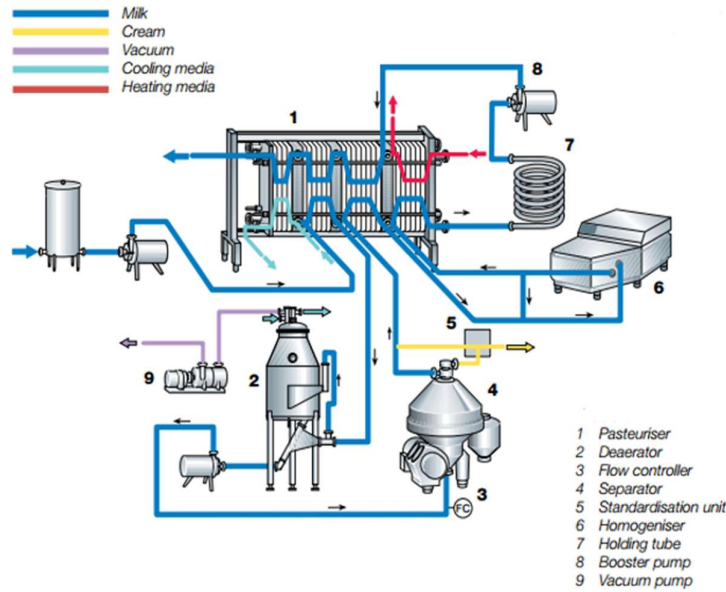 Milk
Cream
Vacuum
Cooling media
Heating media
1
8
7
6
5
9
2
4
3
FC
1 Pasteuriser
2 Deaerator
3 Flow controller
4 Separator
5 Standardisation unit
6 Homogeniser
7 Holding tube
8 Booster pump
9 Vacuum pump